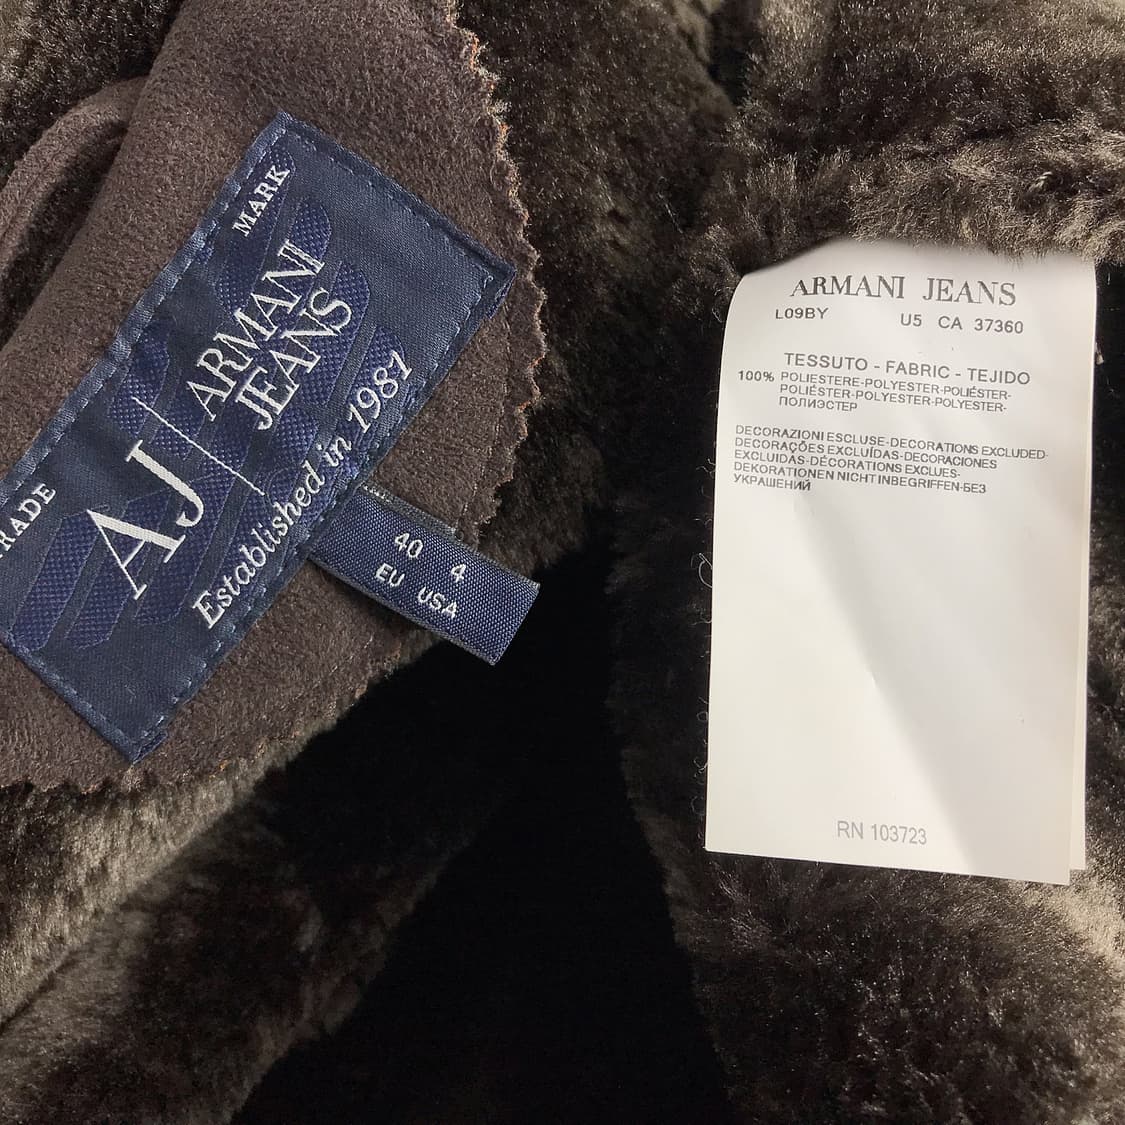 MARK
ARMANI
JEANS
AJ
TRADE
Established in 1981
40 4
EU USA
ARMANI JEANS
L09BY U5 CA 37360
TESSUTO - FABRIC - TEJIDO
100% POLIESTERE-POLYESTER-POLIÉSTER-
POLIÉSTER-POLYESTER-POLYESTER-
ПОЛИЭСТЕР
DECORAZIONI ESCLUSE-DECORATIONS EXCLUDED-
DECORAÇÕES EXCLUÍDAS-DECORACIONES
EXCLUIDAS-DÉCORATIONS EXCLUES-
DEKORATIONEN NICHT INBEGRIFFEN-БЕЗ
УКРАШЕНИЙ
RN 103723